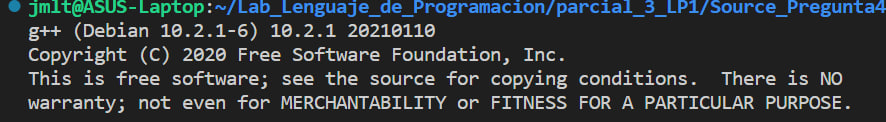 jmlt@ASUS-Laptop:~/Lab_Lenguaje_de_Programacion/parcial_3_LP1/Source_Pregunta4
g++ (Debian 10.2.1-6) 10.2.1 20210110
Copyright (C) 2020 Free Software Foundation, Inc.
This is free software; see the source for copying conditions.  There is NO
warranty; not even for MERCHANTABILITY or FITNESS FOR A PARTICULAR PURPOSE.